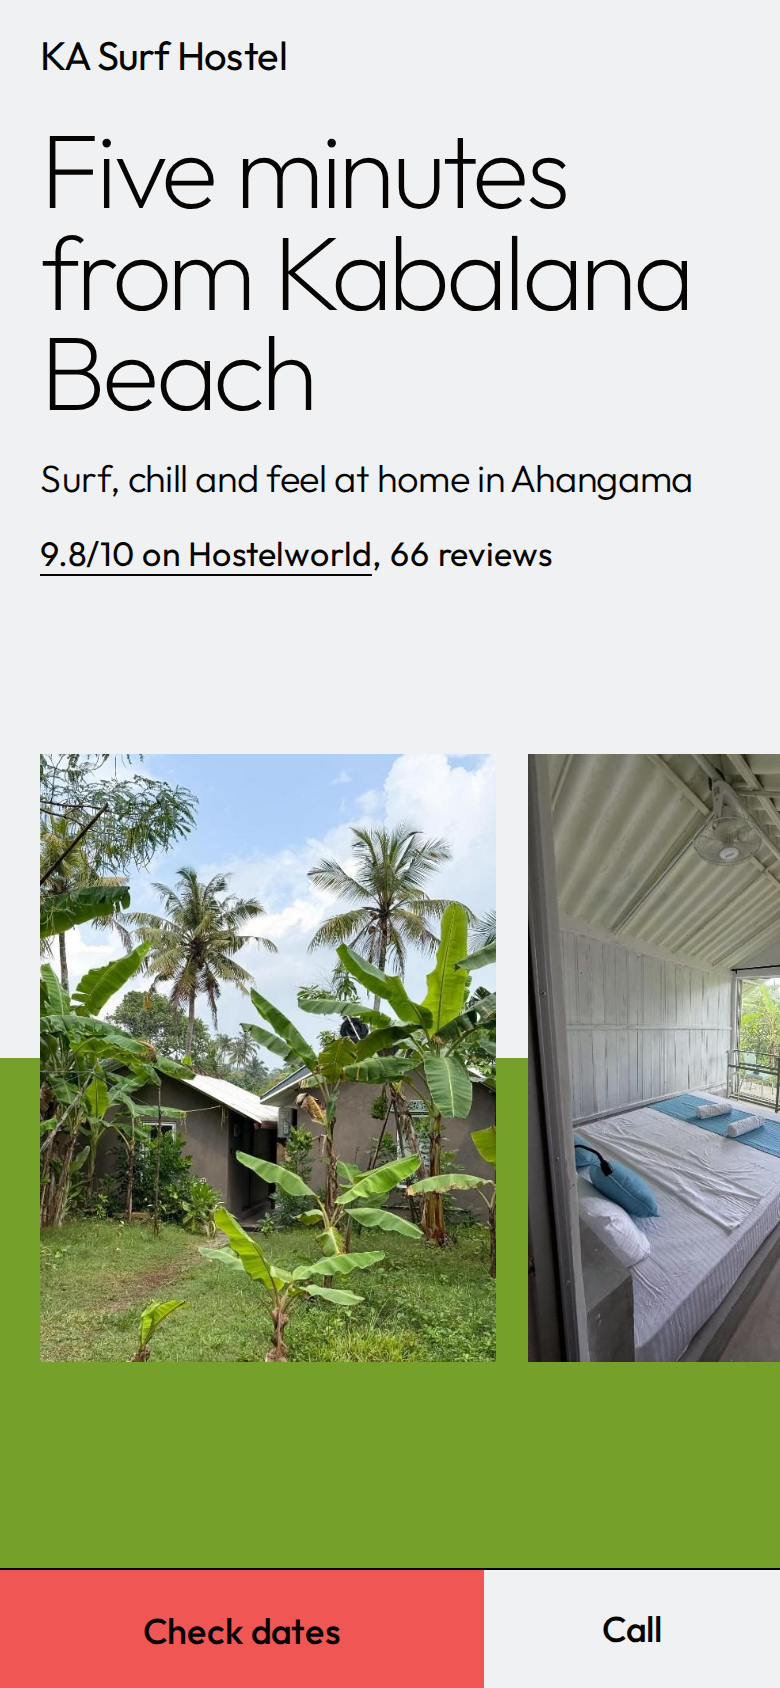 KA Surf Hostel
Five minutes
from Kabalana
Beach
Surf, chill and feel at home in Ahangama
9.8/10 on Hostelworld, 66 reviews
Check dates
Call